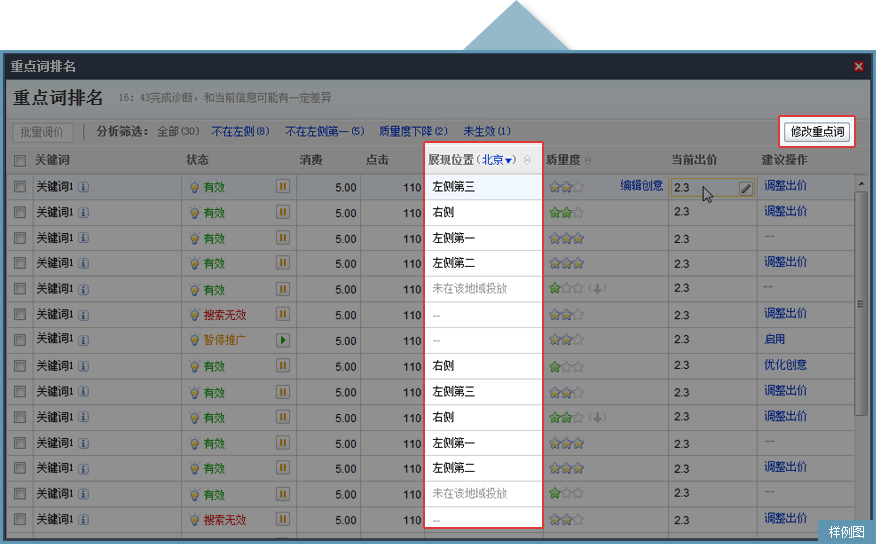 重点词排名
重点词排名 16：43完成诊断，和当前信息可能有一定差异
批量调价 分析筛选： 全部(30) 不在左侧(8) 不在左侧第一(5) 质量度下降(2) 未生效(1) 修改重点词
关键词 状态 消费 点击 展现位置(北京▾) 质量度 当前出价 建议操作
关键词1 有效 5.00 110 左侧第三 编辑创意 2.3 调整出价
关键词1 有效 5.00 110 右侧 2.3 调整出价
关键词1 有效 5.00 110 左侧第一 2.3 --
关键词1 有效 5.00 110 左侧第二 2.3 调整出价
关键词1 有效 5.00 110 未在该地域投放 2.3 --
关键词1 搜索无效 5.00 110 -- 2.3 调整出价
关键词1 暂停推广 5.00 110 -- 2.3 启用
关键词1 有效 5.00 110 右侧 2.3 优化创意
关键词1 有效 5.00 110 左侧第三 2.3 调整出价
关键词1 有效 5.00 110 右侧 2.3 调整出价
关键词1 有效 5.00 110 左侧第一 2.3 --
关键词1 有效 5.00 110 左侧第二 2.3 调整出价
关键词1 有效 5.00 110 未在该地域投放 2.3 --
关键词1 搜索无效 5.00 110 -- 2.3 调整出价
样例图